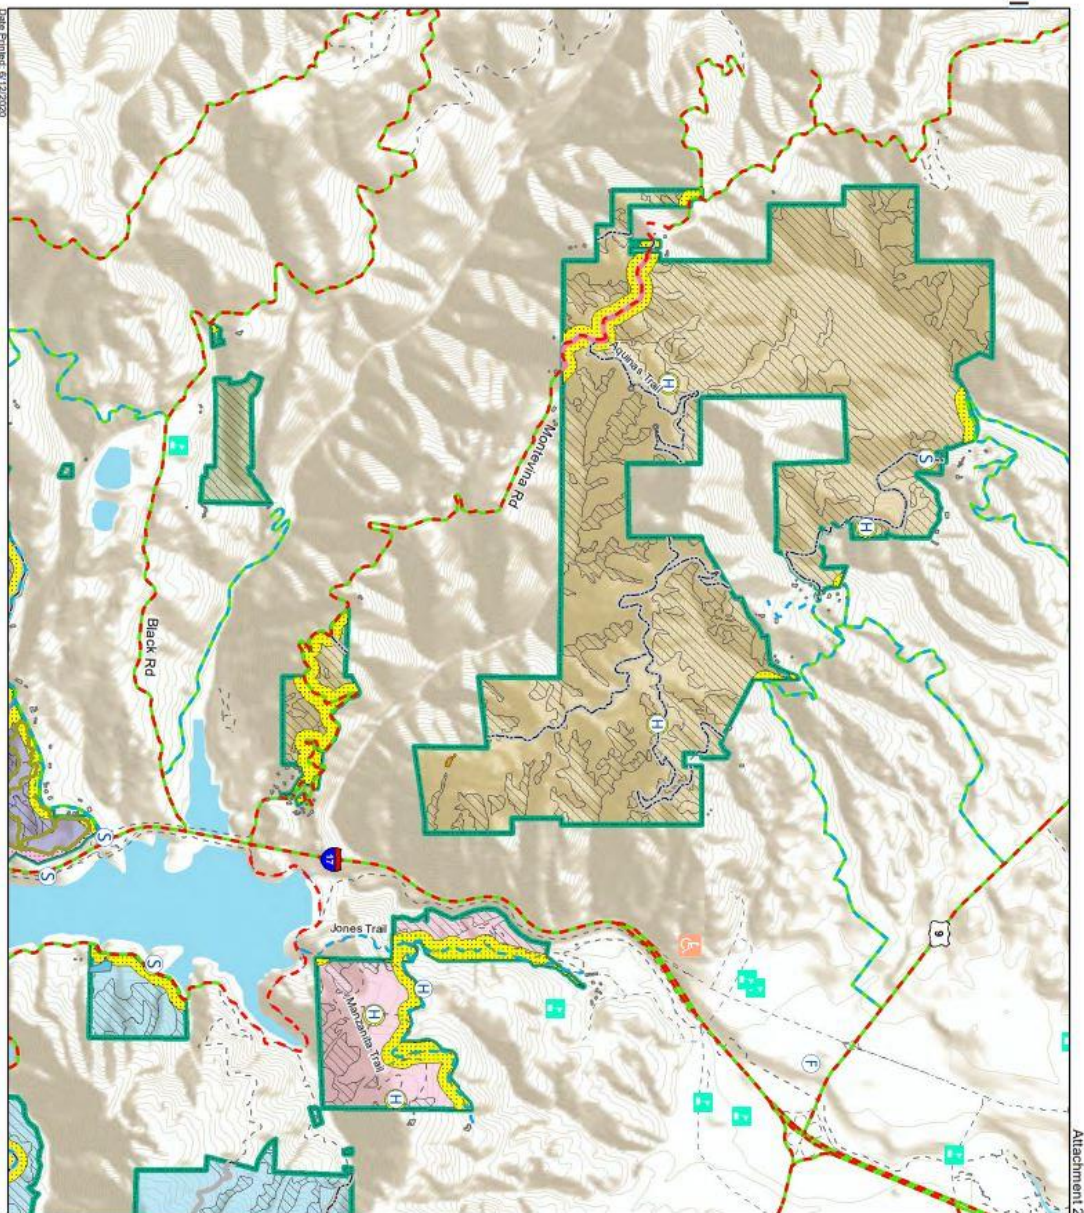 Attachment 2
Date Printed: 6/12/2020
S
H
Aquinas Trail
H
Montevina Rd
H
Black Rd
S
S
17
9
Jones Trail
S
H
H
Manzanita Trail
H
F